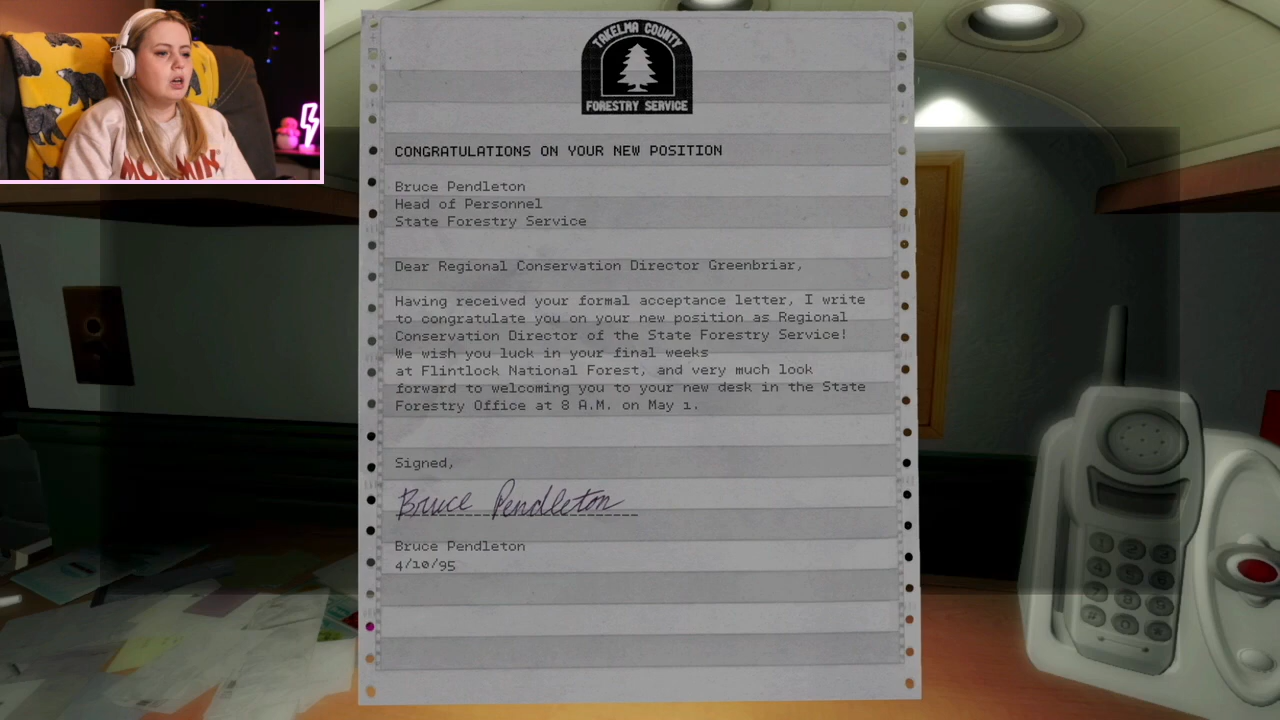 TAKELMA COUNTY
FORESTRY SERVICE
CONGRATULATIONS ON YOUR NEW POSITION
Bruce Pendleton
Head of Personnel
State Forestry Service
Dear Regional Conservation Director Greenbriar,
Having received your formal acceptance letter, I write
to congratulate you on your new position as Regional
Conservation Director of the State Forestry Service!
We wish you luck in your final weeks
at Flintlock National Forest, and very much look
forward to welcoming you to your new desk in the State
Forestry Office at 8 A.M. on May 1.
Signed,
Bruce Pendleton
Bruce Pendleton
4/10/95